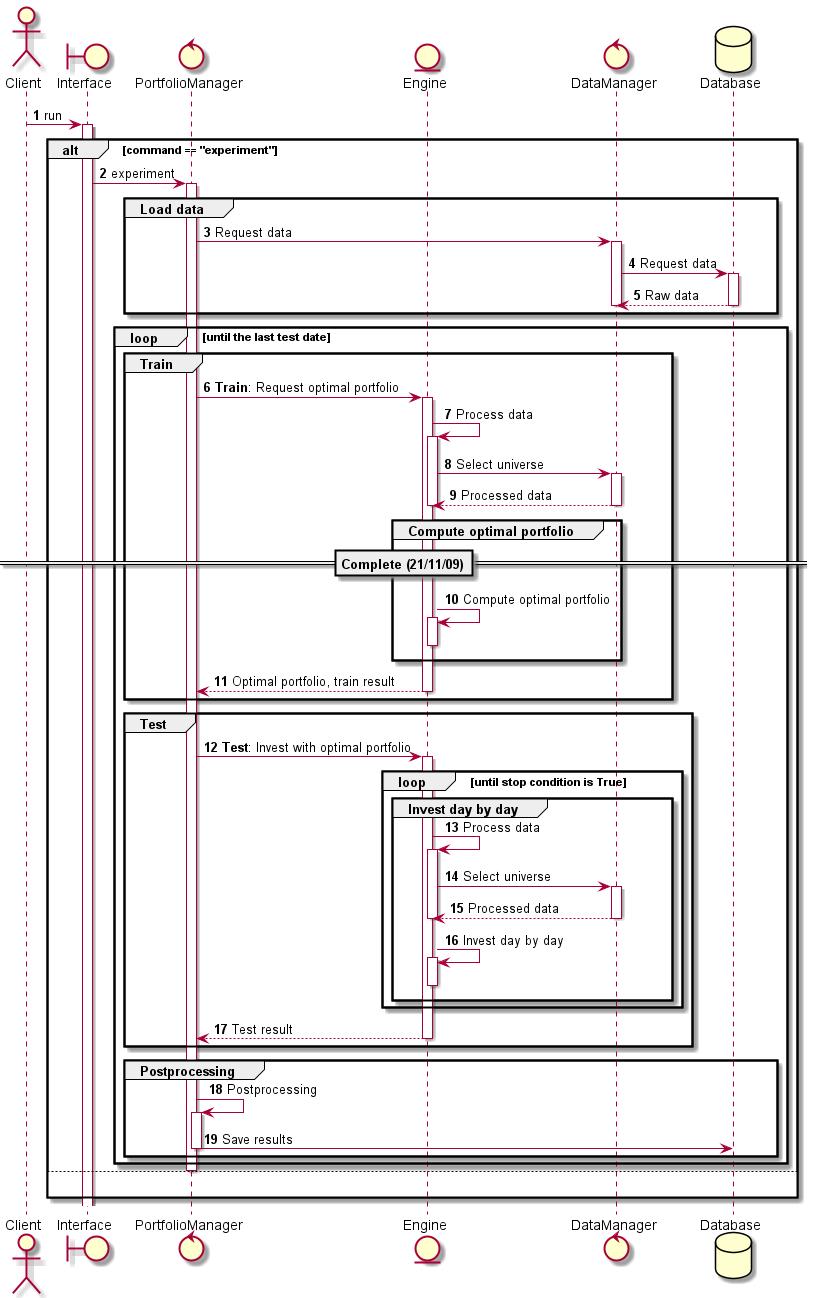 Client
Interface
PortfolioManager
Engine
DataManager
Database
1 run
alt [command == "experiment"]
2 experiment
Load data
3 Request data
4 Request data
5 Raw data
loop [until the last test date]
Train
6 Train: Request optimal portfolio
7 Process data
8 Select universe
9 Processed data
Compute optimal portfolio
Complete (21/11/09)
10 Compute optimal portfolio
11 Optimal portfolio, train result
Test
12 Test: Invest with optimal portfolio
loop [until stop condition is True]
Invest day by day
13 Process data
14 Select universe
15 Processed data
16 Invest day by day
17 Test result
Postprocessing
18 Postprocessing
19 Save results
Client
Interface
PortfolioManager
Engine
DataManager
Database